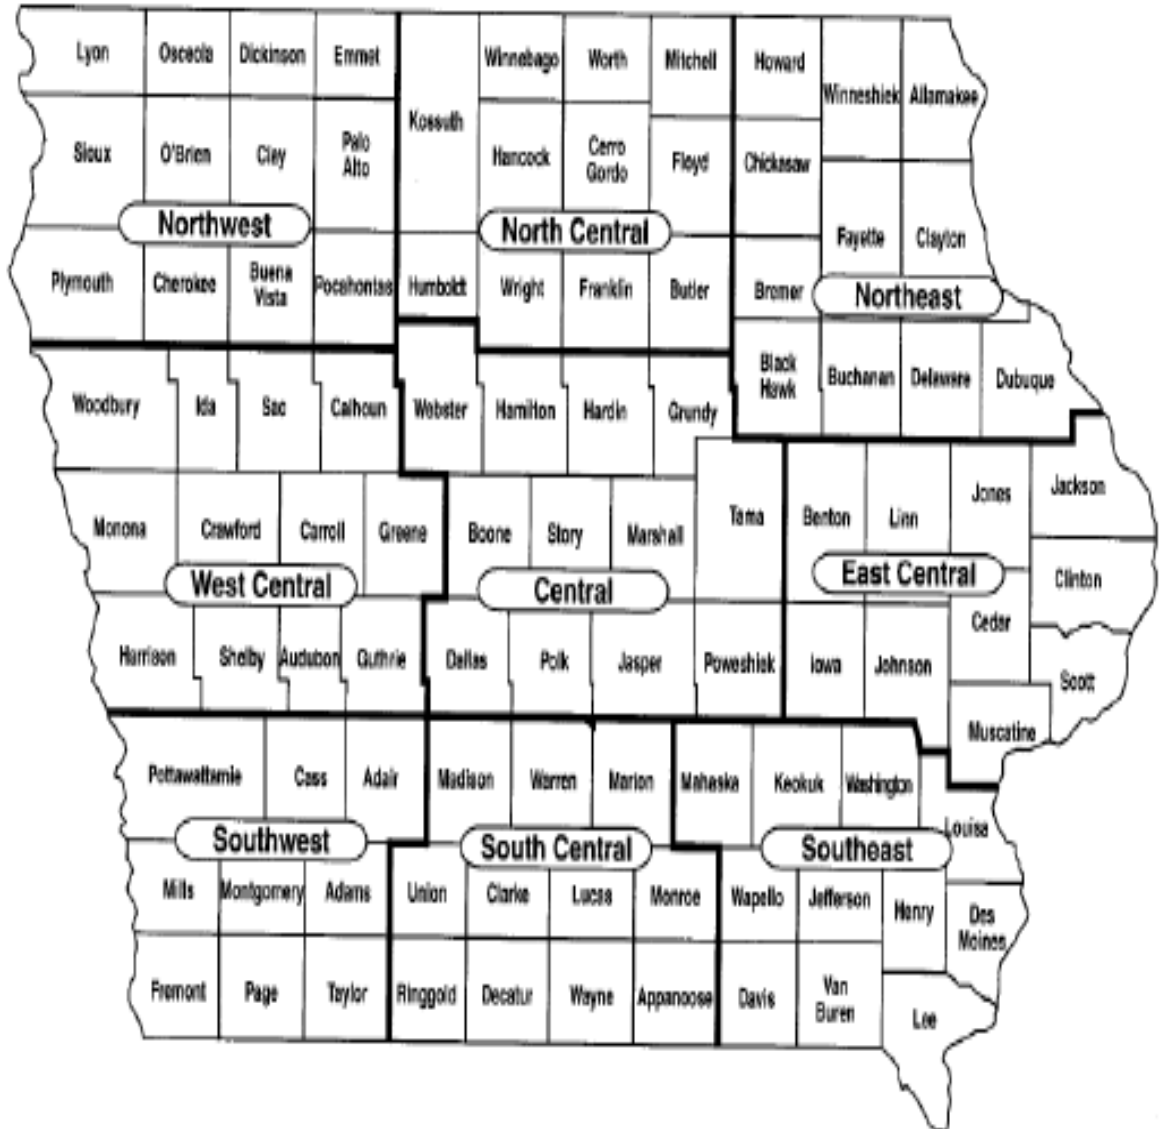 Lyon
Osceola
Dickinson
Emmet
Winnebago
Worth
Mitchell
Howard
Winneshiek
Allamakee
Kossuth
Sioux
O'Brien
Clay
Palo
Alto
Hancock
Cerro
Gordo
Floyd
Chickasaw
Northwest
North Central
Fayette
Clayton
Plymouth
Cherokee
Buena
Vista
Pocahontas
Humboldt
Wright
Franklin
Butler
Bremer
Northeast
Woodbury
Ida
Sac
Calhoun
Webster
Hamilton
Hardin
Grundy
Black
Hawk
Buchanan
Delaware
Dubuque
Monona
Crawford
Carroll
Greene
Boone
Story
Marshall
Tama
Benton
Linn
Jones
Jackson
West Central
Central
East Central
Clinton
Harrison
Shelby
Audubon
Guthrie
Dallas
Polk
Jasper
Poweshiek
Iowa
Johnson
Cedar
Scott
Muscatine
Pottawattamie
Cass
Adair
Madison
Warren
Marion
Mahaska
Keokuk
Washington
Louisa
Southwest
South Central
Southeast
Mills
Montgomery
Adams
Union
Clarke
Lucas
Monroe
Wapello
Jefferson
Henry
Des
Moines
Fremont
Page
Taylor
Ringgold
Decatur
Wayne
Appanoose
Davis
Van
Buren
Lee